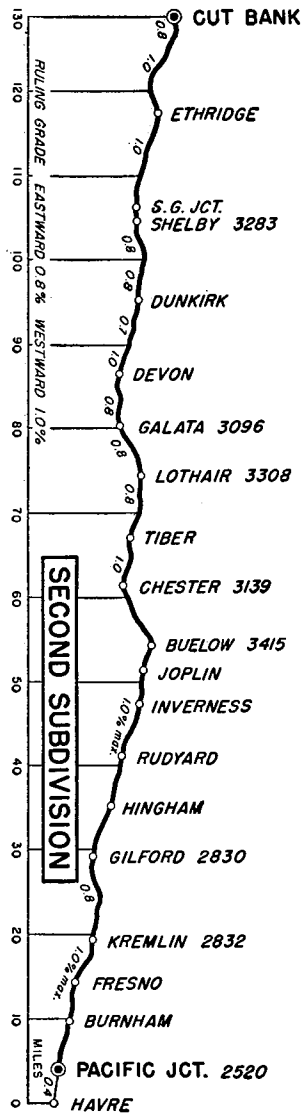 130
CUT BANK
0.8
1.0
120
ETHRIDGE
1.0
110
S.G. JCT.
SHELBY 3283
0.8
100
0.8
DUNKIRK
0.7
90
1.0
DEVON
0.8
80
GALATA 3096
0.8
LOTHAIR 3308
0.8
70
TIBER
1.0
60
CHESTER 3139
BUELOW 3415
JOPLIN
50
INVERNESS
1.0% max.
40
RUDYARD
HINGHAM
30
GILFORD 2830
0.8
20
KREMLIN 2832
1.0% max.
FRESNO
10
BURNHAM
PACIFIC JCT. 2520
0.4
0
HAVRE
MILES
RULING GRADE EASTWARD 0.8% WESTWARD 1.0%
SECOND SUBDIVISION